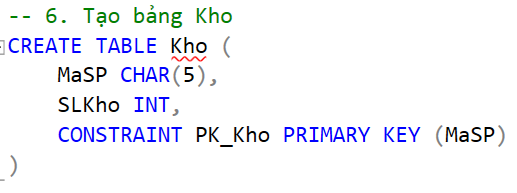 -- 6. Tạo bảng Kho
CREATE TABLE Kho (
MaSP CHAR(5),
SLKho INT,
CONSTRAINT PK_Kho PRIMARY KEY (MaSP)
)